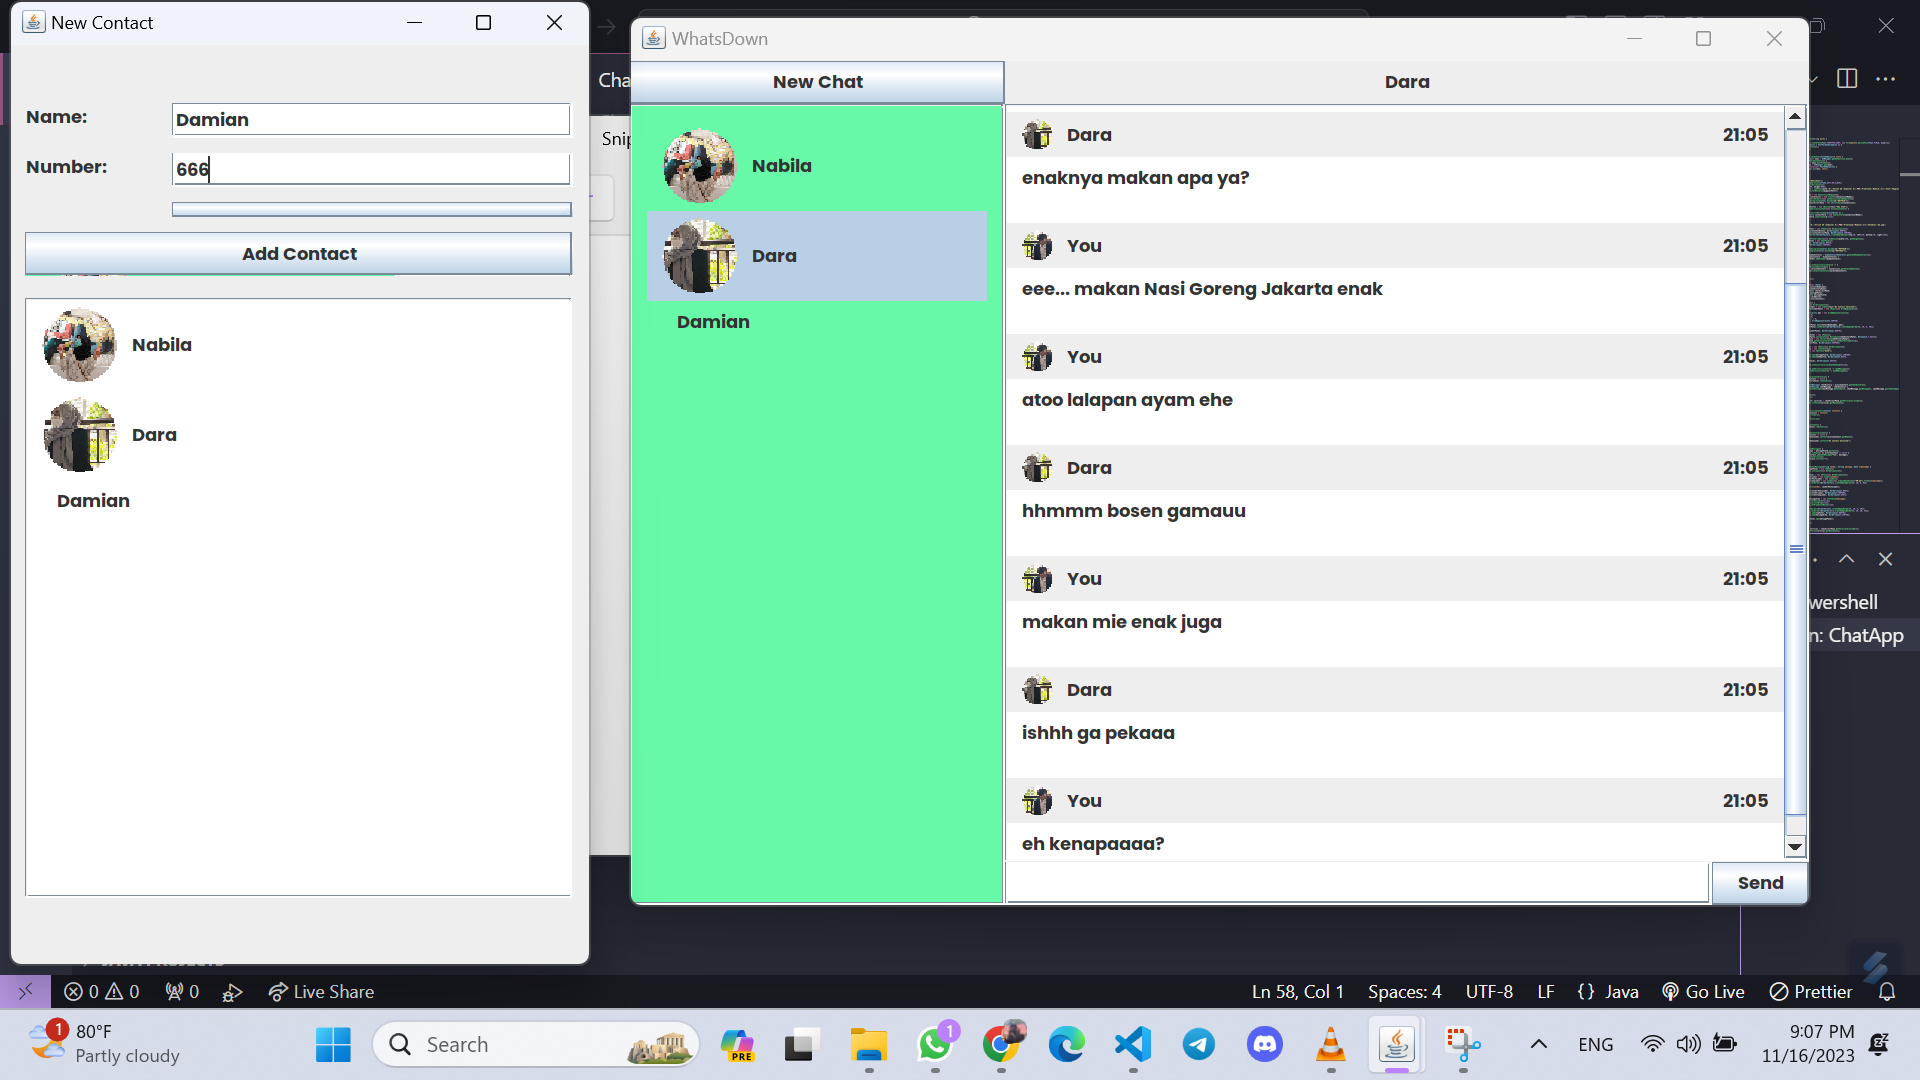 New Contact
Name:
Damian
Number:
666
Add Contact
Nabila
Dara
Damian
Cha
Snip
WhatsDown
New Chat
Dara
Nabila
Dara
Damian
Dara 21:05
enaknya makan apa ya?
You 21:05
eee... makan Nasi Goreng Jakarta enak
You 21:05
atoo lalapan ayam ehe
Dara 21:05
hhmmm bosen gamauu
You 21:05
makan mie enak juga
Dara 21:05
ishhh ga pekaaa
You 21:05
eh kenapaaaa?
Send
wershell
n: ChatApp
0 0 0 Live Share
Ln 58, Col 1 Spaces: 4 UTF-8 LF {} Java Go Live Prettier
1
80°F
Partly cloudy
Search
PRE
1
ENG
9:07 PM
11/16/2023